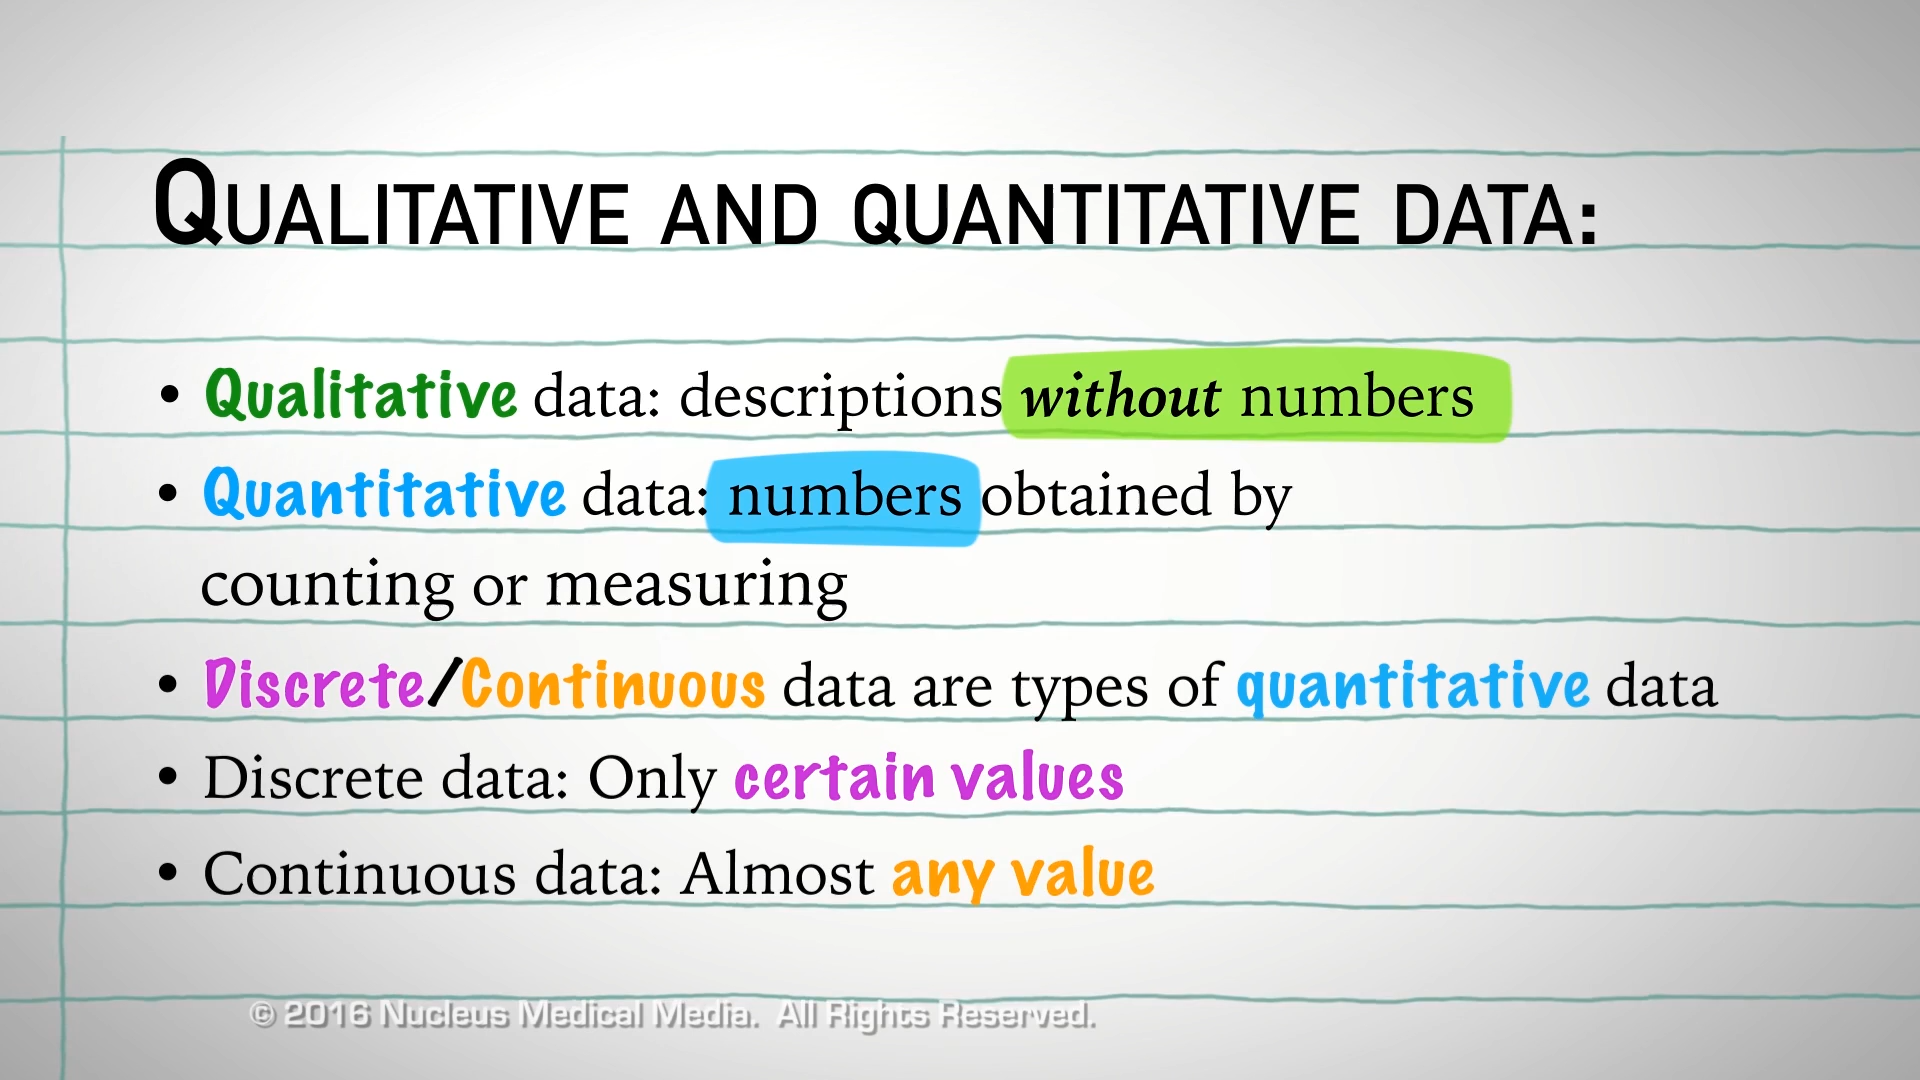 Qualitative and quantitative data:
• Qualitative data: descriptions without numbers
• Quantitative data: numbers obtained by
counting or measuring
• Discrete/Continuous data are types of quantitative data
• Discrete data: Only certain values
• Continuous data: Almost any value
© 2016 Nucleus Medical Media. All Rights Reserved.